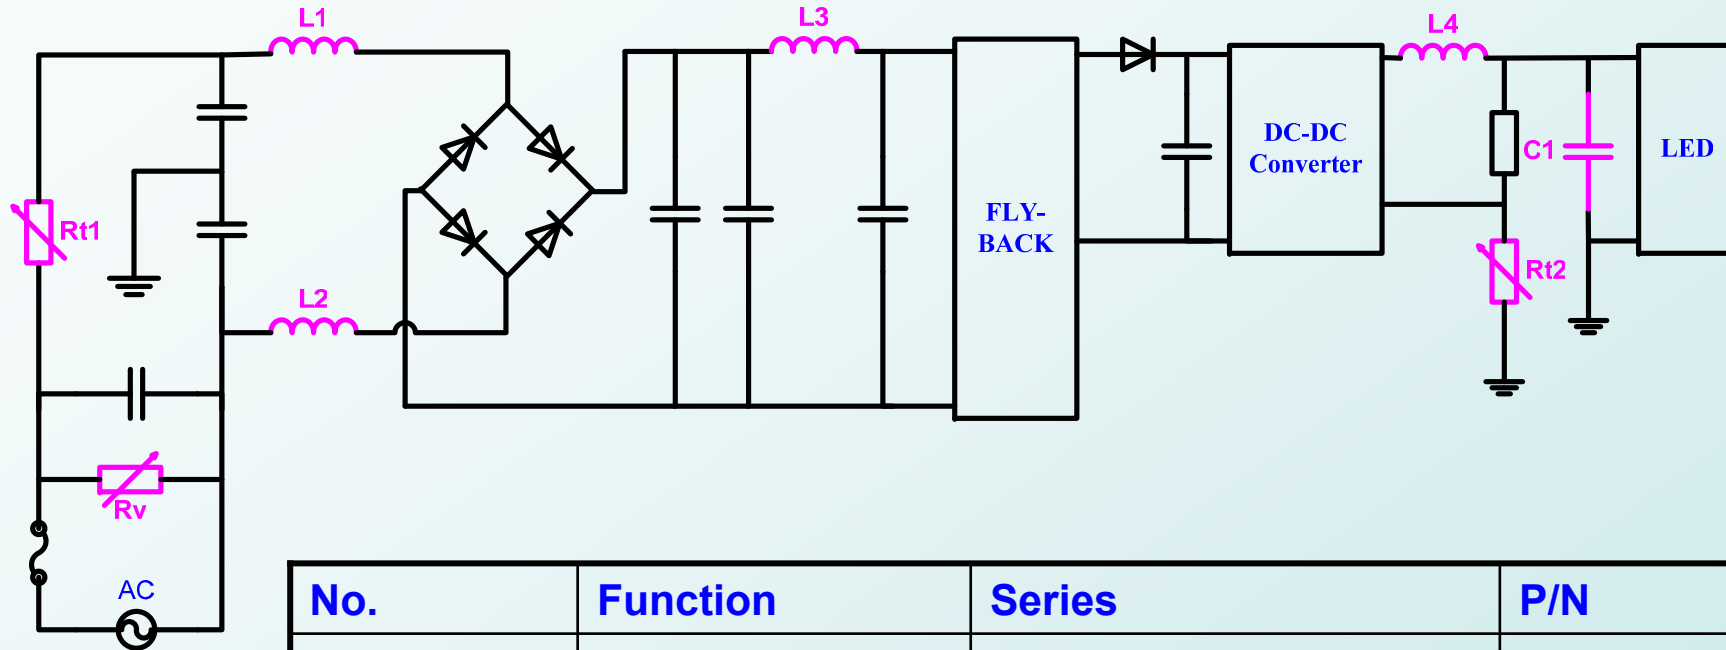 L1
L3
L4
DC-DC
Converter
C1
LED
Rt1
FLY-
BACK
Rt2
L2
Rv
AC
No.
Function
Series
P/N